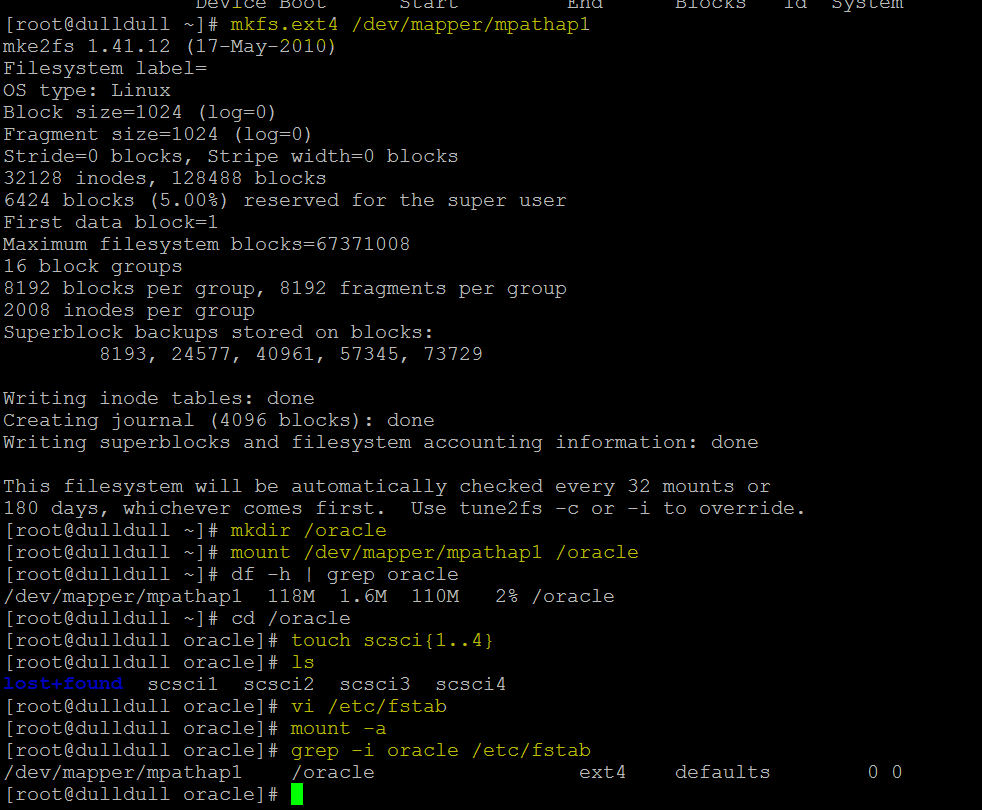 Device Boot      Start         End      Blocks   Id  System
[root@dulldull ~]# mkfs.ext4 /dev/mapper/mpathap1
mke2fs 1.41.12 (17-May-2010)
Filesystem label=
OS type: Linux
Block size=1024 (log=0)
Fragment size=1024 (log=0)
Stride=0 blocks, Stripe width=0 blocks
32128 inodes, 128488 blocks
6424 blocks (5.00%) reserved for the super user
First data block=1
Maximum filesystem blocks=67371008
16 block groups
8192 blocks per group, 8192 fragments per group
2008 inodes per group
Superblock backups stored on blocks:
        8193, 24577, 40961, 57345, 73729
Writing inode tables: done
Creating journal (4096 blocks): done
Writing superblocks and filesystem accounting information: done
This filesystem will be automatically checked every 32 mounts or
180 days, whichever comes first.  Use tune2fs -c or -i to override.
[root@dulldull ~]# mkdir /oracle
[root@dulldull ~]# mount /dev/mapper/mpathap1 /oracle
[root@dulldull ~]# df -h | grep oracle
/dev/mapper/mpathap1  118M  1.6M  110M   2% /oracle
[root@dulldull ~]# cd /oracle
[root@dulldull oracle]# touch scsci{1..4}
[root@dulldull oracle]# ls
lost+found  scsci1  scsci2  scsci3  scsci4
[root@dulldull oracle]# vi /etc/fstab
[root@dulldull oracle]# mount -a
[root@dulldull oracle]# grep -i oracle /etc/fstab
/dev/mapper/mpathap1    /oracle                 ext4    defaults        0 0
[root@dulldull oracle]#